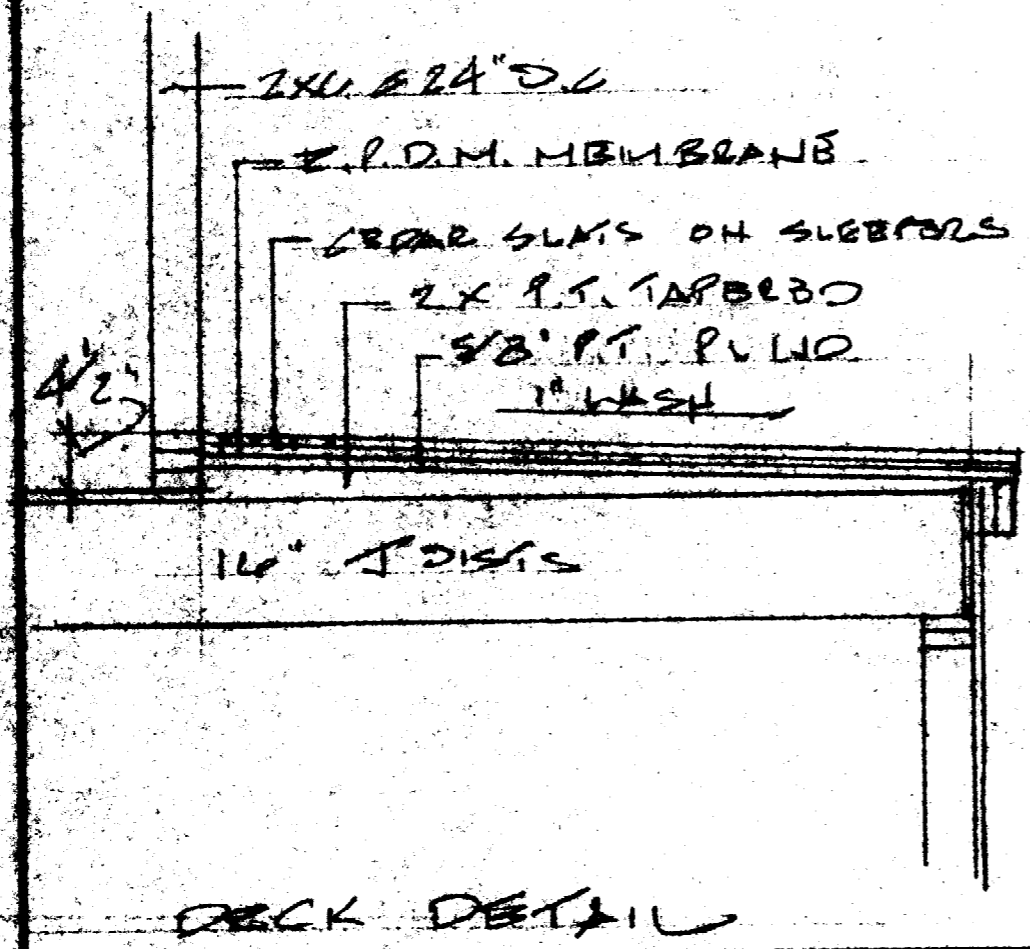 2X6 @ 24" O.C
E.P.D.M. MEMBRANE
CEDAR SLATS ON SLEEPERS
2X P.T. TAPERED
5/8" P.T. PLWD.
1" WASH
4 1/2"
16" JOISTS
DECK DETAIL